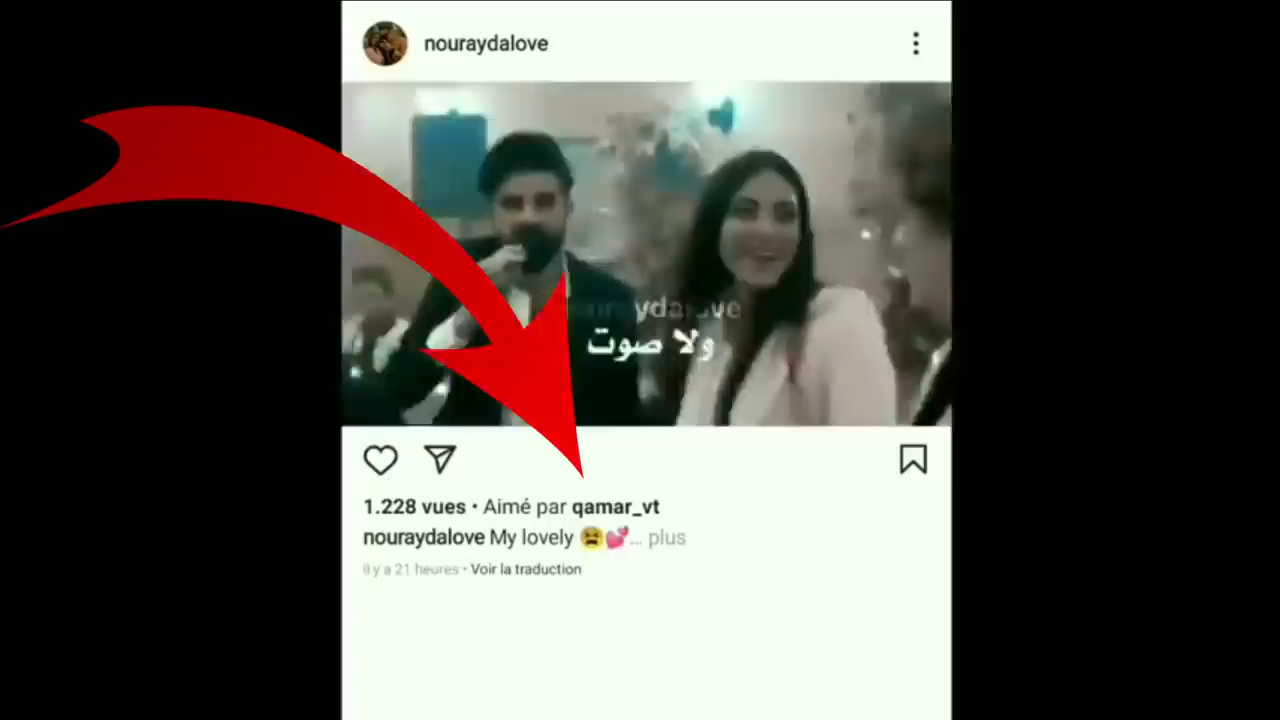 nouraydalove
nouraydalove
ولا صوت
1.228 vues • Aimé par qamar_vt
nouraydalove My lovely 😫💕... plus
il y a 21 heures • Voir la traduction